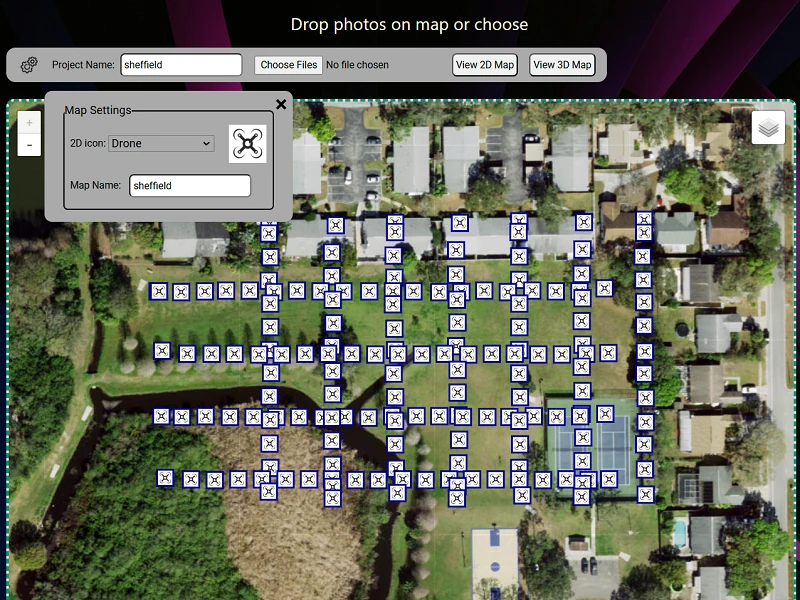 Drop photos on map or choose
Project Name: sheffield Choose Files No file chosen View 2D Map View 3D Map
Map Settings
+
2D icon: Drone
-
Map Name: sheffield